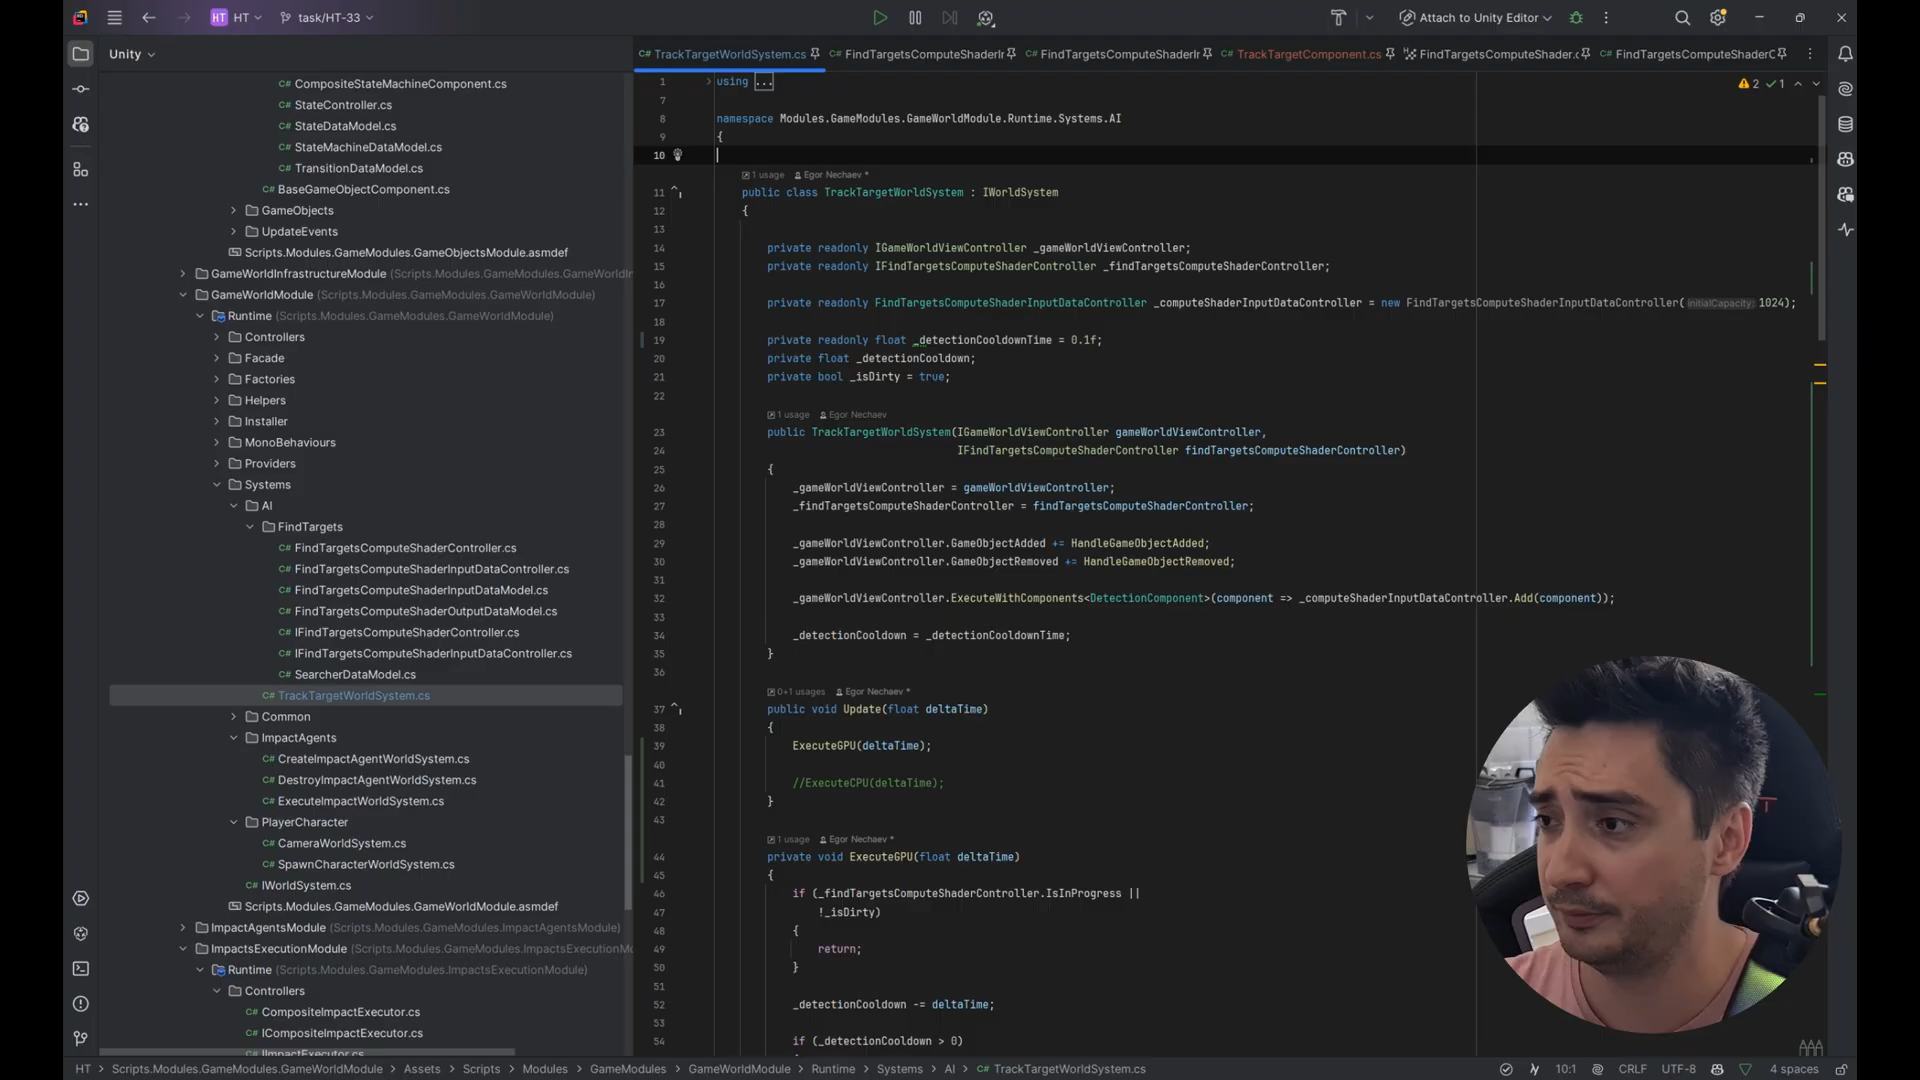 HT HT task/HT-33 Attach to Unity Editor
Unity
TrackTargetWorldSystem.cs FindTargetsComputeShaderIr FindTargetsComputeShaderIr TrackTargetComponent.cs FindTargetsComputeShader.c FindTargetsComputeShaderC
C# CompositeStateMachineComponent.cs
C# StateController.cs
C# StateDataModel.cs
C# StateMachineDataModel.cs
C# TransitionDataModel.cs
C# BaseGameObjectComponent.cs
GameObjects
UpdateEvents
Scripts.Modules.GameModules.GameObjectsModule.asmdef
GameWorldInfrastructureModule (Scripts.Modules.GameModules.GameWorldIn
GameWorldModule (Scripts.Modules.GameModules.GameWorldModule)
Runtime (Scripts.Modules.GameModules.GameWorldModule)
Controllers
Facade
Factories
Helpers
Installer
MonoBehaviours
Providers
Systems
AI
FindTargets
C# FindTargetsComputeShaderController.cs
C# FindTargetsComputeShaderInputDataController.cs
C# FindTargetsComputeShaderInputDataModel.cs
C# FindTargetsComputeShaderOutputDataModel.cs
C# IFindTargetsComputeShaderController.cs
C# IFindTargetsComputeShaderInputDataController.cs
C# SearcherDataModel.cs
C# TrackTargetWorldSystem.cs
Common
ImpactAgents
C# CreateImpactAgentWorldSystem.cs
C# DestroyImpactAgentWorldSystem.cs
C# ExecuteImpactWorldSystem.cs
PlayerCharacter
C# CameraWorldSystem.cs
C# SpawnCharacterWorldSystem.cs
C# IWorldSystem.cs
Scripts.Modules.GameModules.GameWorldModule.asmdef
ImpactAgentsModule (Scripts.Modules.GameModules.ImpactAgentsModule)
ImpactsExecutionModule (Scripts.Modules.GameModules.ImpactsExecutionMo
Runtime (Scripts.Modules.GameModules.ImpactsExecutionModule)
Controllers
C# CompositeImpactExecutor.cs
C# ICompositeImpactExecutor.cs
C# IImpactExecutor.cs
1 using ... 2 1
7
8 namespace Modules.GameModules.GameWorldModule.Runtime.Systems.AI
9 {
10
1 usage Egor Nechaev *
11 public class TrackTargetWorldSystem : IWorldSystem
12 {
13
14 private readonly IGameWorldViewController _gameWorldViewController;
15 private readonly IFindTargetsComputeShaderController _findTargetsComputeShaderController;
16
17 private readonly FindTargetsComputeShaderInputDataController _computeShaderInputDataController = new FindTargetsComputeShaderInputDataController( initialCapacity: 1024);
18
19 private readonly float _detectionCooldownTime = 0.1f;
20 private float _detectionCooldown;
21 private bool _isDirty = true;
22
1 usage Egor Nechaev
23 public TrackTargetWorldSystem(IGameWorldViewController gameWorldViewController,
24 IFindTargetsComputeShaderController findTargetsComputeShaderController)
25 {
26 _gameWorldViewController = gameWorldViewController;
27 _findTargetsComputeShaderController = findTargetsComputeShaderController;
28
29 _gameWorldViewController.GameObjectAdded += HandleGameObjectAdded;
30 _gameWorldViewController.GameObjectRemoved += HandleGameObjectRemoved;
31
32 _gameWorldViewController.ExecuteWithComponents<DetectionComponent>(component => _computeShaderInputDataController.Add(component));
33
34 _detectionCooldown = _detectionCooldownTime;
35 }
36
0+1 usages Egor Nechaev *
37 public void Update(float deltaTime)
38 {
39 ExecuteGPU(deltaTime);
40
41 //ExecuteCPU(deltaTime);
42 }
43
1 usage Egor Nechaev *
44 private void ExecuteGPU(float deltaTime)
45 {
46 if (_findTargetsComputeShaderController.IsInProgress ||
47 !_isDirty)
48 {
49 return;
50 }
51
52 _detectionCooldown -= deltaTime;
53
54 if (_detectionCooldown > 0)
HT Scripts.Modules.GameModules.GameWorldModule Assets Scripts Modules GameModules GameWorldModule Runtime Systems AI C# TrackTargetWorldSystem.cs 10:1 CRLF UTF-8 4 spaces